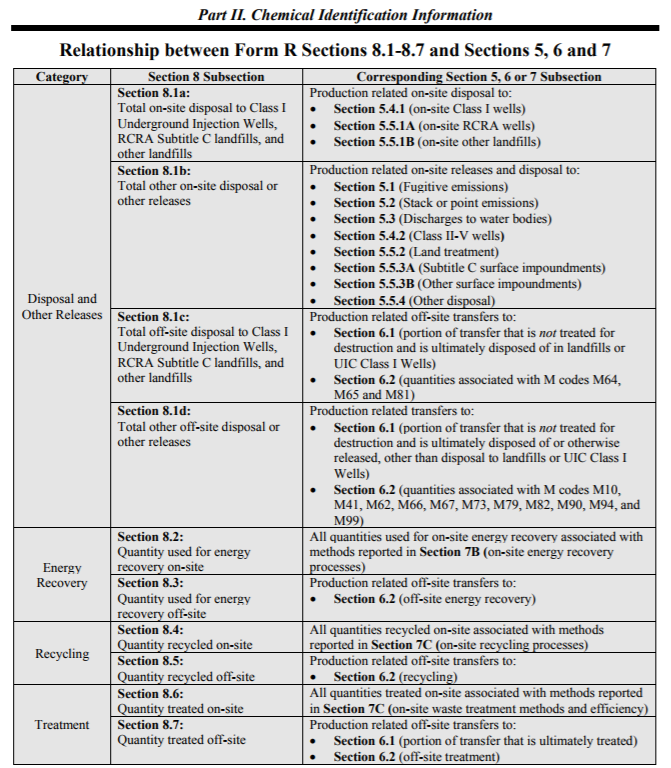 Part II. Chemical Identification Information
Relationship between Form R Sections 8.1-8.7 and Sections 5, 6 and 7
Category
Section 8 Subsection
Corresponding Section 5, 6 or 7 Subsection
Disposal and
Other Releases
Section 8.1a:
Total on-site disposal to Class I
Underground Injection Wells,
RCRA Subtitle C landfills, and
other landfills
Production related on-site disposal to:
• Section 5.4.1 (on-site Class I wells)
• Section 5.5.1A (on-site RCRA wells)
• Section 5.5.1B (on-site other landfills)
Section 8.1b:
Total other on-site disposal or
other releases
Production related on-site releases and disposal to:
• Section 5.1 (Fugitive emissions)
• Section 5.2 (Stack or point emissions)
• Section 5.3 (Discharges to water bodies)
• Section 5.4.2 (Class II-V wells)
• Section 5.5.2 (Land treatment)
• Section 5.5.3A (Subtitle C surface impoundments)
• Section 5.5.3B (Other surface impoundments)
• Section 5.5.4 (Other disposal)
Section 8.1c:
Total off-site disposal to Class I
Underground Injection Wells,
RCRA Subtitle C landfills, and
other landfills
Production related off-site transfers to:
• Section 6.1 (portion of transfer that is not treated for
destruction and is ultimately disposed of in landfills or
UIC Class I Wells)
• Section 6.2 (quantities associated with M codes M64,
M65 and M81)
Section 8.1d:
Total other off-site disposal or
other releases
Production related transfers to:
• Section 6.1 (portion of transfer that is not treated for
destruction and is ultimately disposed of or otherwise
released, other than disposal to landfills or UIC Class I
Wells)
• Section 6.2 (quantities associated with M codes M10,
M41, M62, M66, M67, M73, M79, M82, M90, M94, and
M99)
Energy
Recovery
Section 8.2:
Quantity used for energy
recovery on-site
All quantities used for on-site energy recovery associated with
methods reported in Section 7B (on-site energy recovery
processes)
Section 8.3:
Quantity used for energy
recovery off-site
Production related off-site transfers to:
• Section 6.2 (off-site energy recovery)
Recycling
Section 8.4:
Quantity recycled on-site
All quantities recycled on-site associated with methods
reported in Section 7C (on-site recycling processes)
Section 8.5:
Quantity recycled off-site
Production related off-site transfers to:
• Section 6.2 (recycling)
Treatment
Section 8.6:
Quantity treated on-site
All quantities treated on-site associated with methods reported
in Section 7C (on-site waste treatment methods and efficiency)
Section 8.7:
Quantity treated off-site
Production related off-site transfers to:
• Section 6.1 (portion of transfer that is ultimately treated)
• Section 6.2 (off-site treatment)